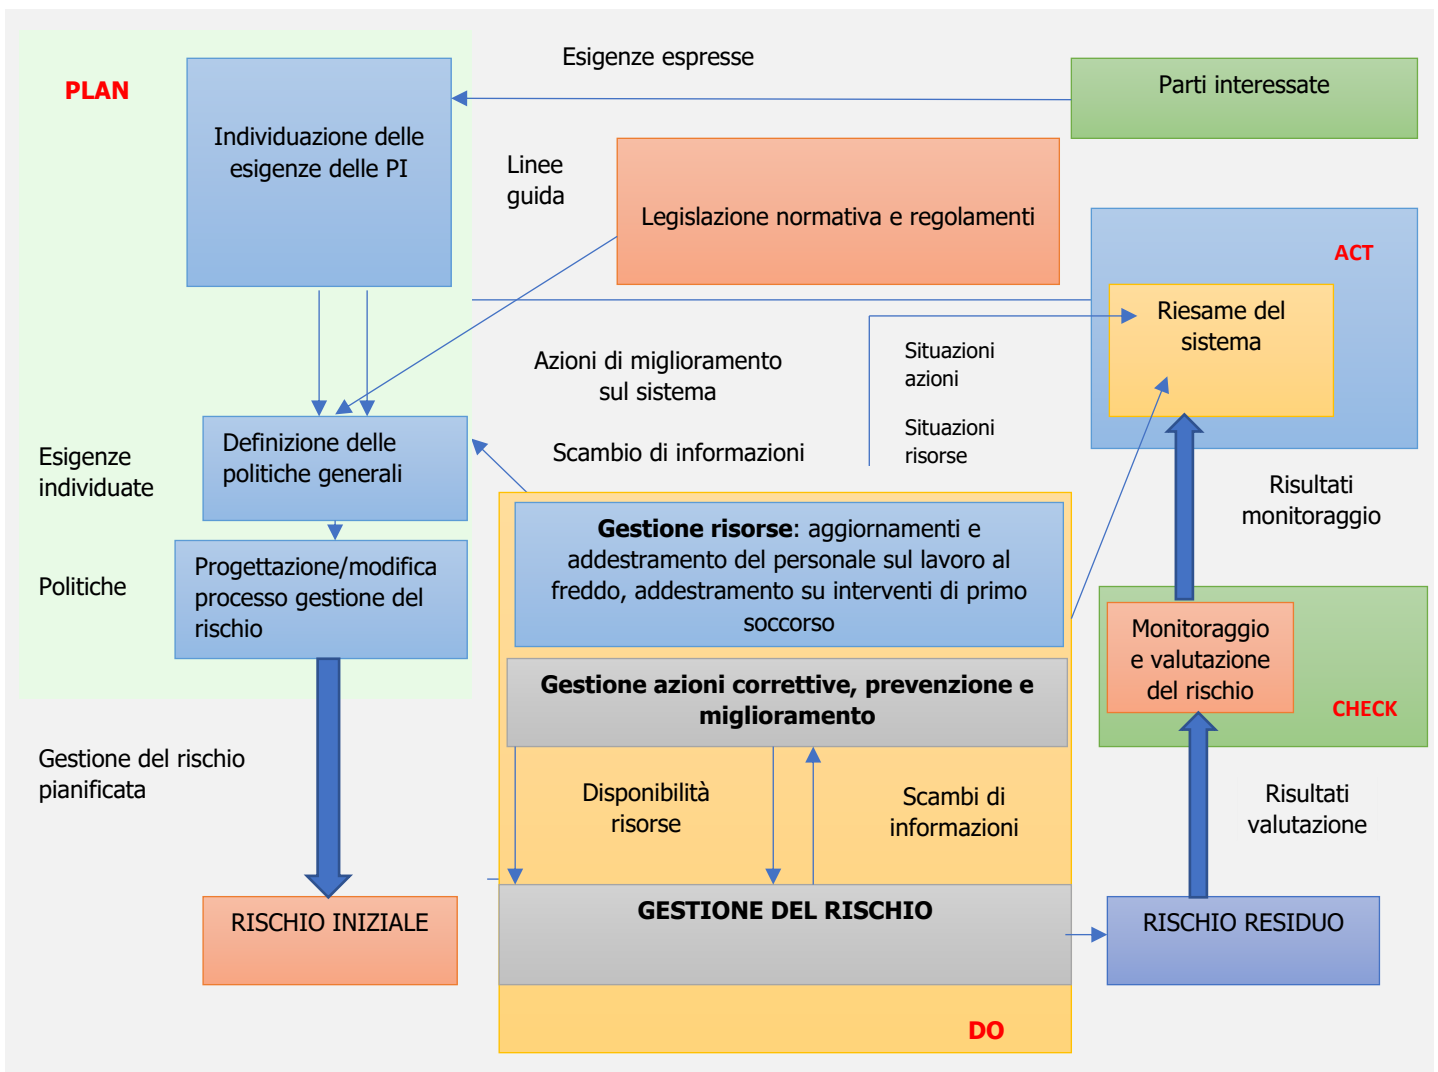 Esigenze espresse
PLAN
Parti interessate
Individuazione delle
esigenze delle PI
Linee
guida
Legislazione normativa e regolamenti
ACT
Riesame del
sistema
Situazioni
azioni
Azioni di miglioramento
sul sistema
Situazioni
risorse
Scambio di informazioni
Definizione delle
politiche generali
Esigenze
individuate
Risultati
monitoraggio
Gestione risorse: aggiornamenti e
addestramento del personale sul lavoro al
freddo, addestramento su interventi di primo
soccorso
Progettazione/modifica
processo gestione del
rischio
Politiche
Monitoraggio
e valutazione
del rischio
CHECK
Gestione azioni correttive, prevenzione e
miglioramento
Gestione del rischio
pianificata
Disponibilità
risorse
Scambi di
informazioni
Risultati
valutazione
RISCHIO INIZIALE
GESTIONE DEL RISCHIO
RISCHIO RESIDUO
DO